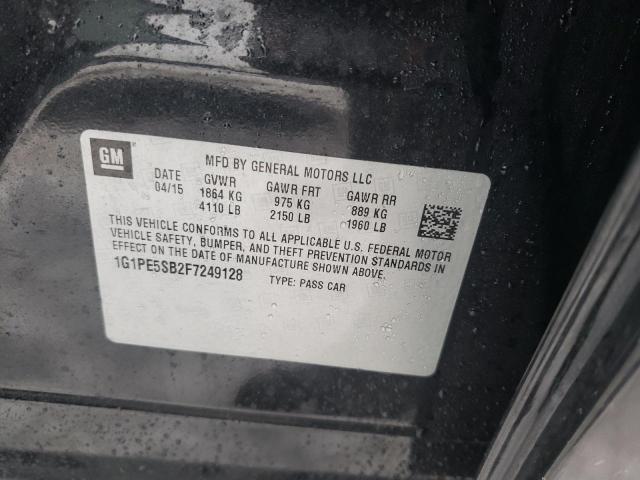 GM
MFD BY GENERAL MOTORS LLC
DATE GVWR GAWR FRT GAWR RR
04/15 1864 KG 975 KG 889 KG
4110 LB 2150 LB 1960 LB
THIS VEHICLE CONFORMS TO ALL APPLICABLE U.S. FEDERAL MOTOR
VEHICLE SAFETY, BUMPER, AND THEFT PREVENTION STANDARDS IN
EFFECT ON THE DATE OF MANUFACTURE SHOWN ABOVE.
1G1PE5SB2F7249128 TYPE: PASS CAR